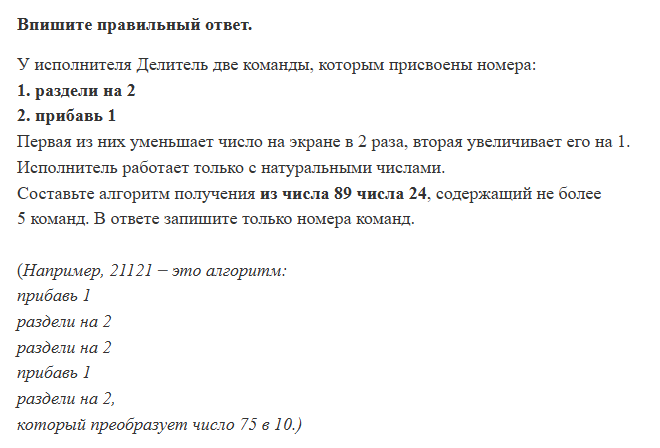 Впишите правильный ответ.
У исполнителя Делитель две команды, которым присвоены номера:
1. раздели на 2
2. прибавь 1
Первая из них уменьшает число на экране в 2 раза, вторая увеличивает его на 1.
Исполнитель работает только с натуральными числами.
Составьте алгоритм получения из числа 89 числа 24, содержащий не более
5 команд. В ответе запишите только номера команд.
(Например, 21121 – это алгоритм:
прибавь 1
раздели на 2
раздели на 2
прибавь 1
раздели на 2,
который преобразует число 75 в 10.)